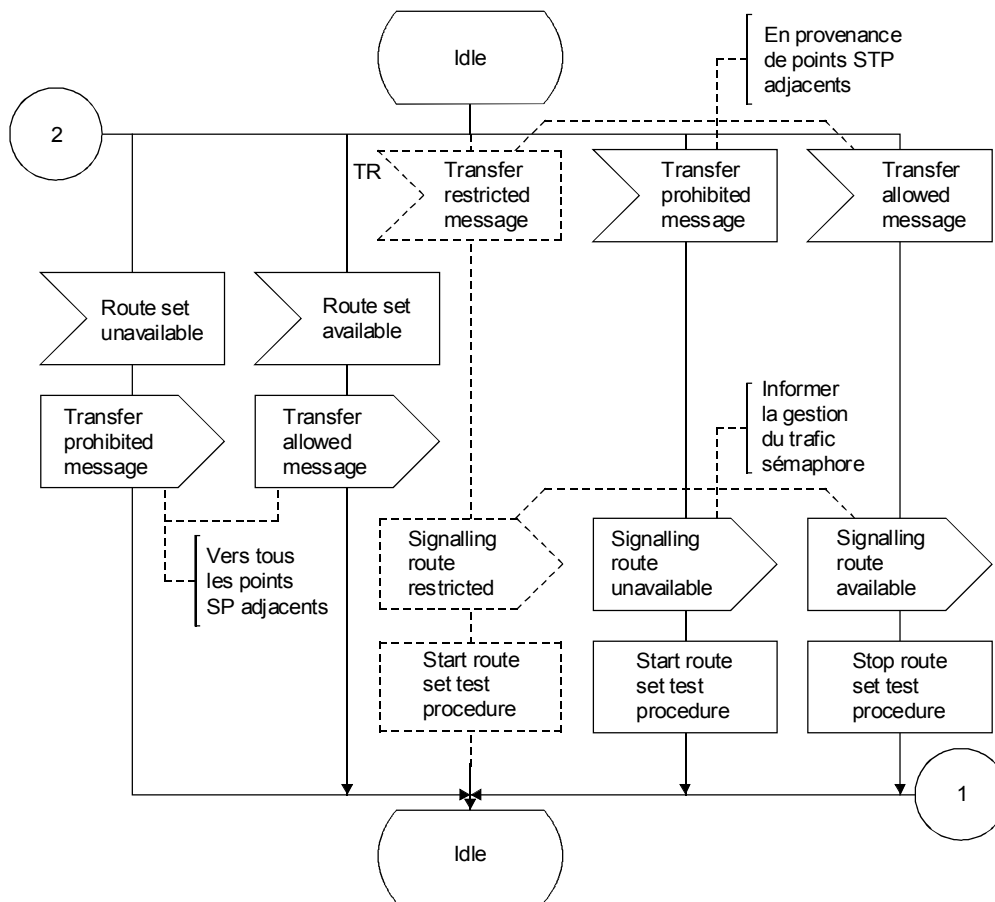 Idle
En provenance
de points STP
adjacents
2
TR
Transfer
restricted
message
Transfer
prohibited
message
Transfer
allowed
message
Route set
unavailable
Route set
available
Transfer
prohibited
message
Transfer
allowed
message
Informer
la gestion
du trafic
sémaphore
Vers tous
les points
SP adjacents
Signalling
route
restricted
Signalling
route
unavailable
Signalling
route
available
Start route
set test
procedure
Start route
set test
procedure
Stop route
set test
procedure
1
Idle